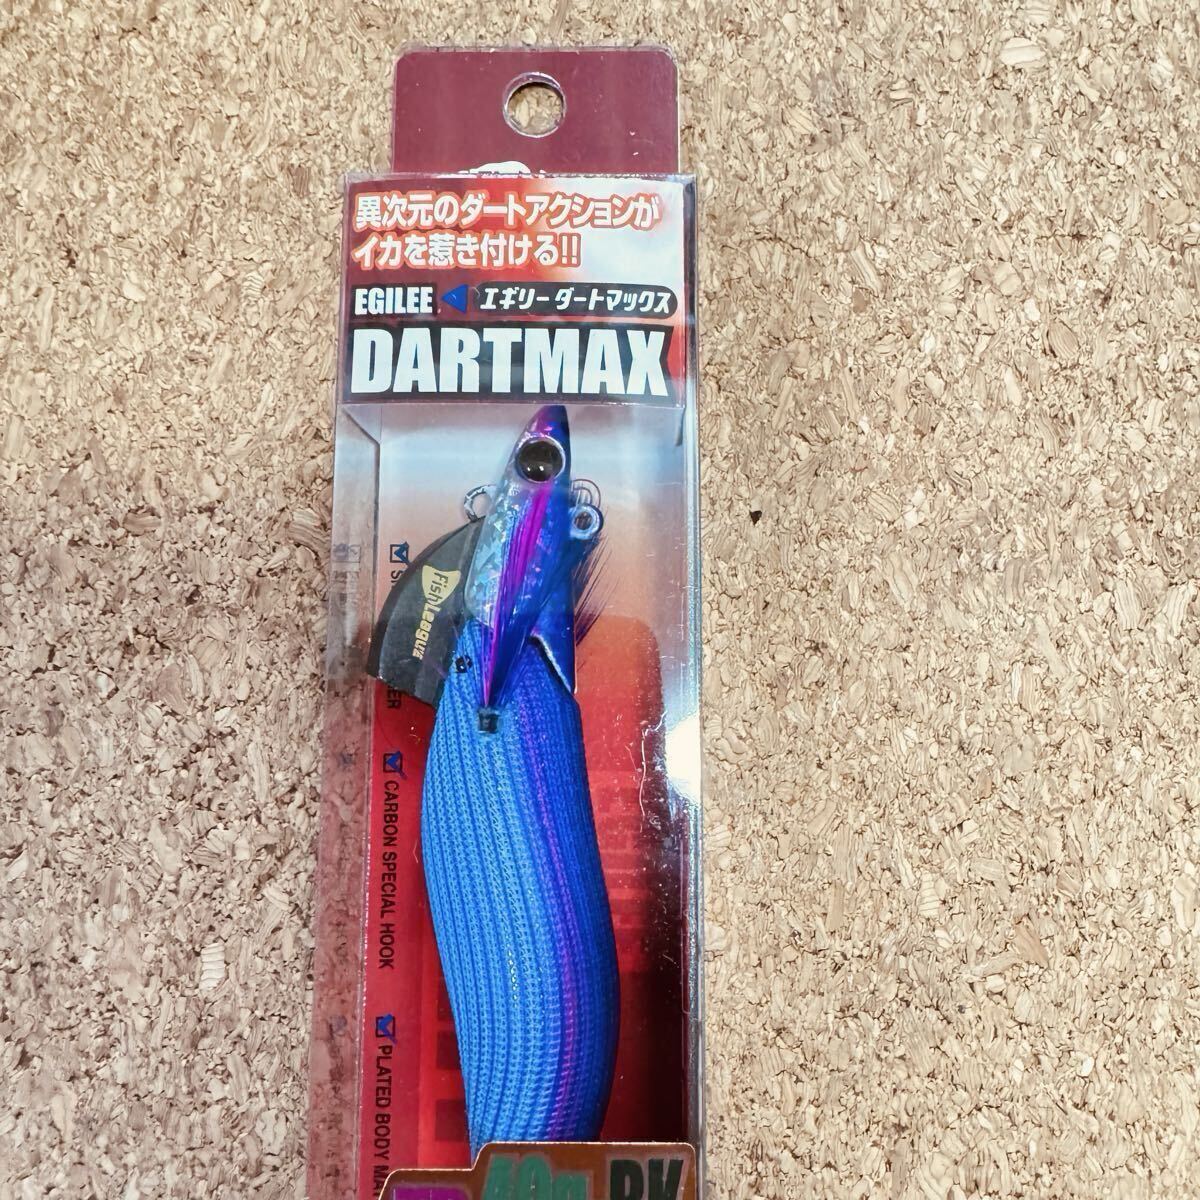 異次元のダートアクションが
イカを惹き付ける!!
EGILEE エギリーダートマックス
DARTMAX
FishLeague
CARBON SPECIAL HOOK
PLATED BODY
40g